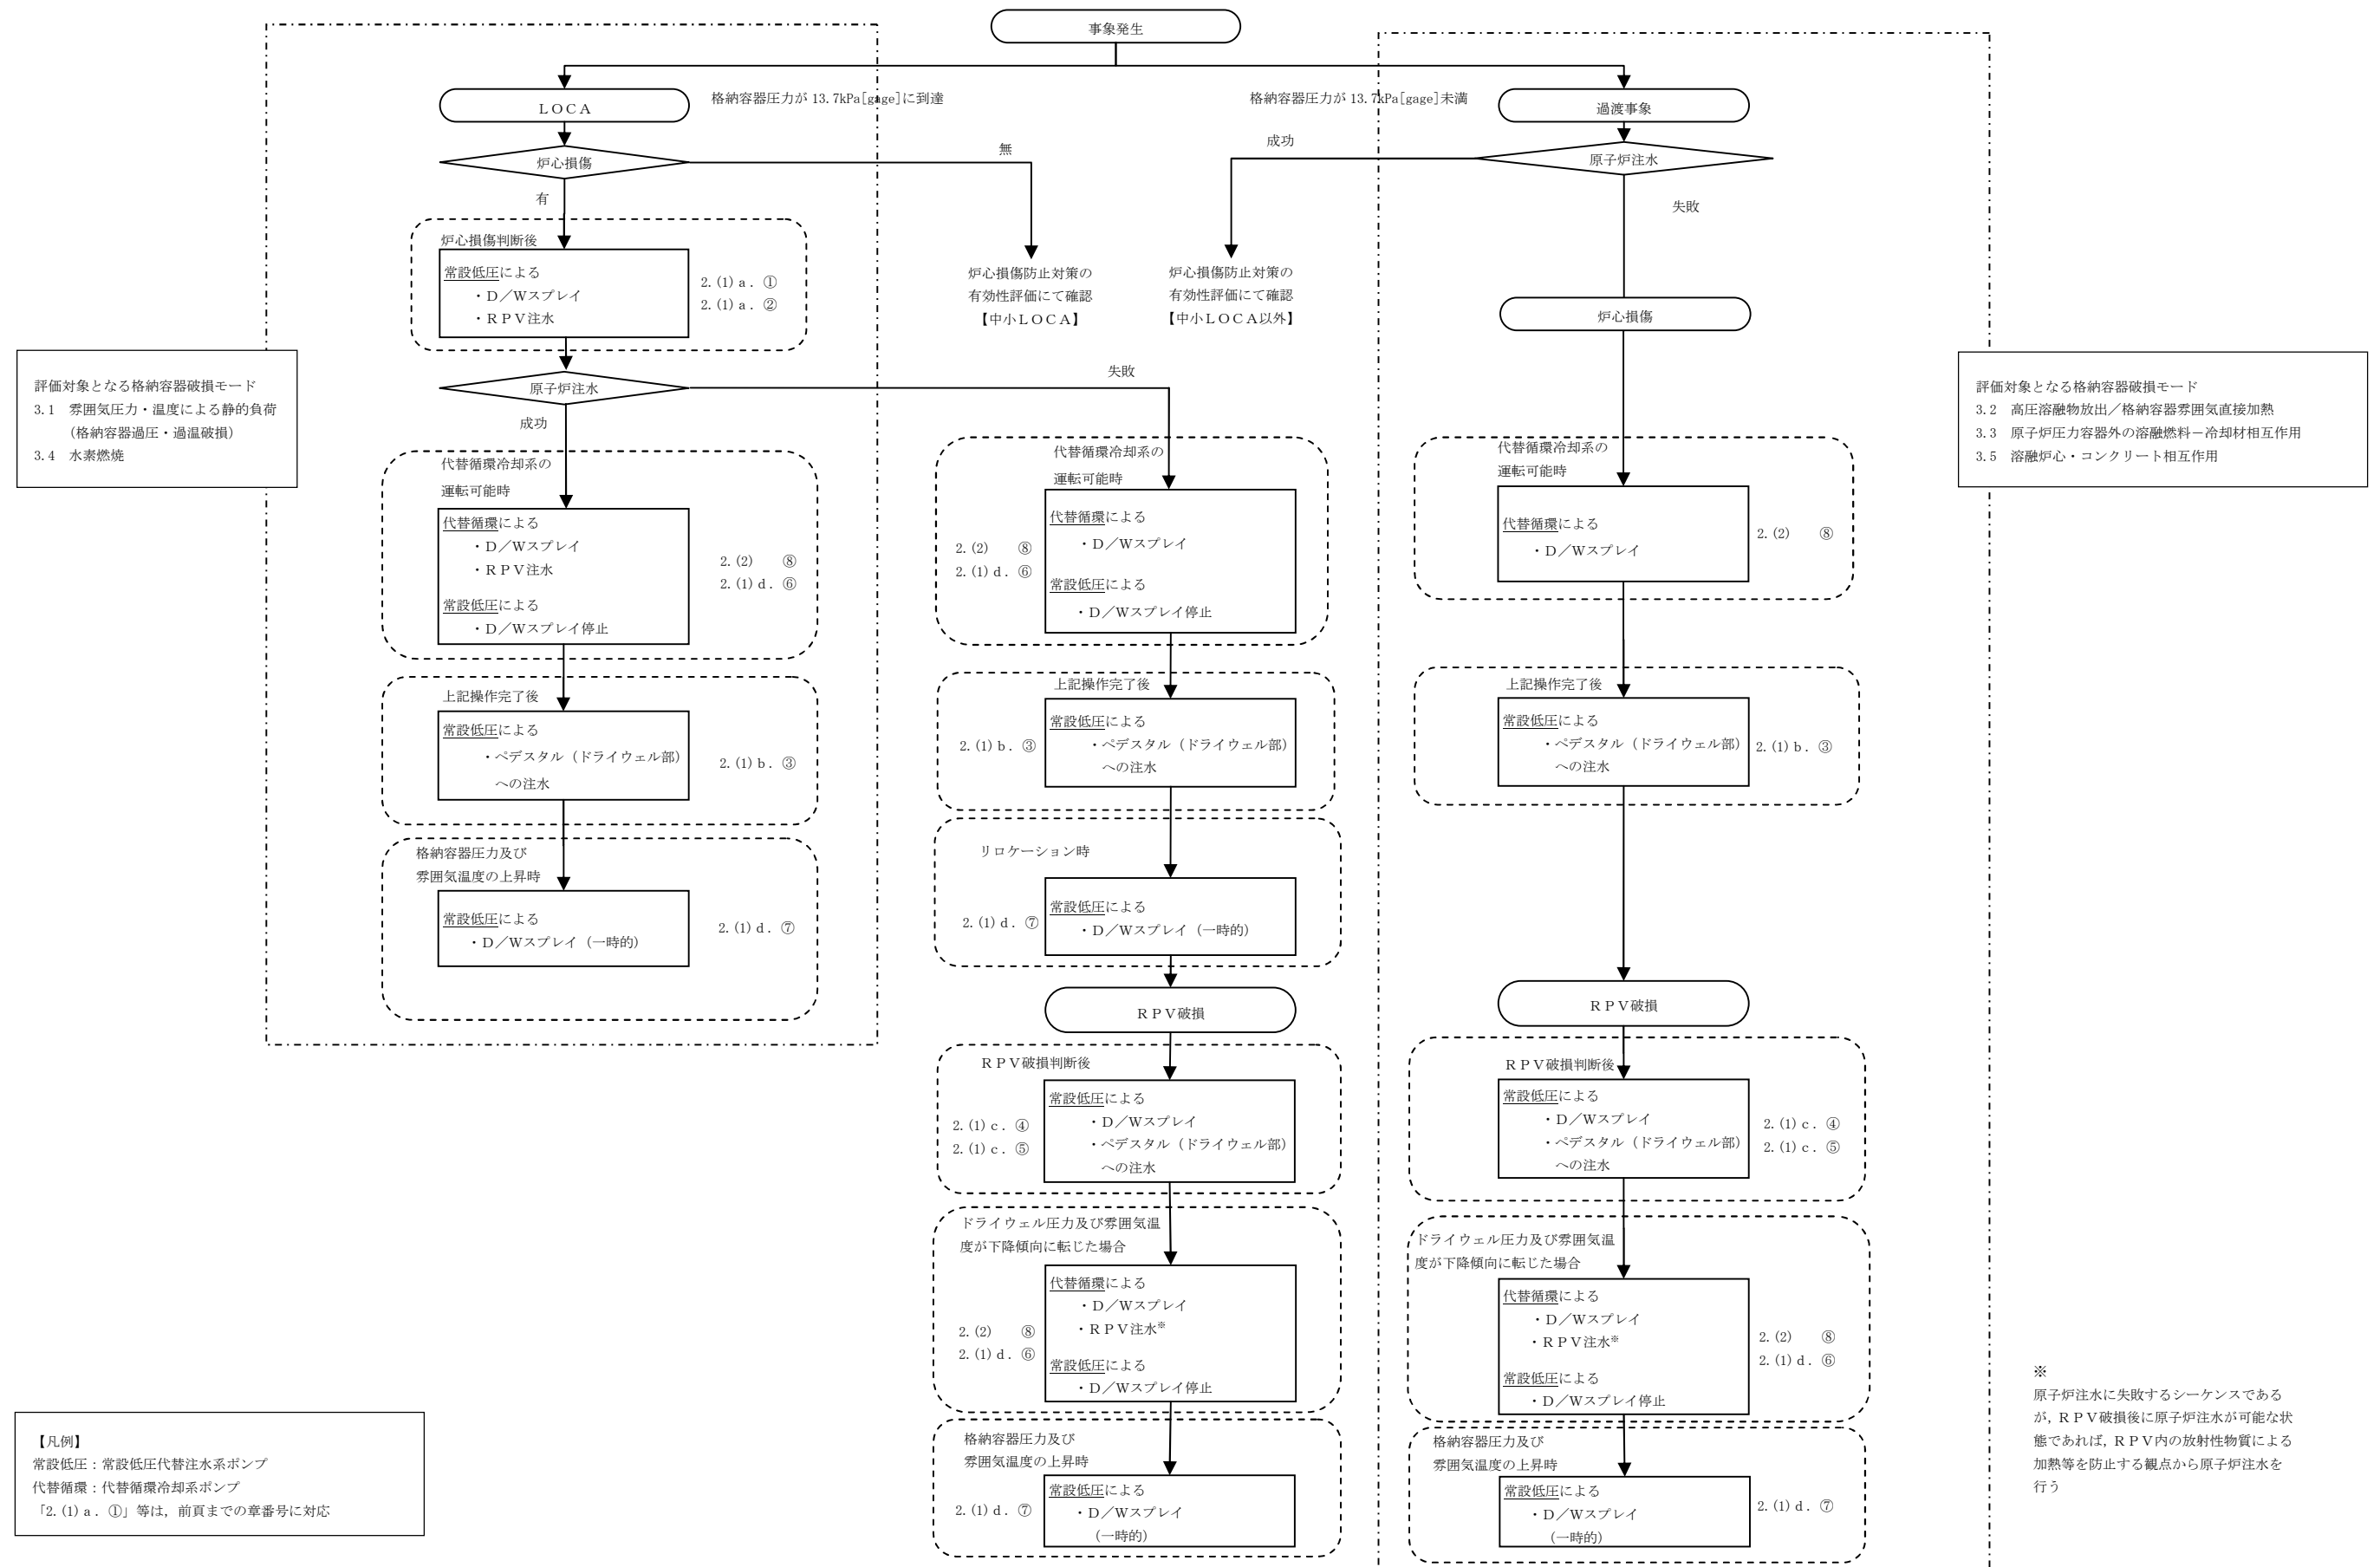 事象発生
格納容器圧力が 13.7kPa[gage]に到達
格納容器圧力が 13.7kPa[gage]未満
LOCA
炉心損傷
無
有
炉心損傷判断後
常設低圧による
・D/Wスプレイ
・RPV注水
2.(1)a. ①
2.(1)a. ②
炉心損傷防止対策の
有効性評価にて確認
【中小LOCA】
原子炉注水
失敗
成功
代替循環冷却系の
運転可能時
代替循環による
・D/Wスプレイ
・RPV注水
常設低圧による
・D/Wスプレイ停止
2.(2) ⑧
2.(1)d. ⑥
上記操作完了後
常設低圧による
・ペデスタル(ドライウェル部)
への注水
2.(1)b. ③
格納容器圧力及び
雰囲気温度の上昇時
常設低圧による
・D/Wスプレイ(一時的)
2.(1)d. ⑦
評価対象となる格納容器破損モード
3.1 雰囲気圧力・温度による静的負荷
(格納容器過圧・過温破損)
3.4 水素燃焼
代替循環冷却系の
運転可能時
代替循環による
・D/Wスプレイ
常設低圧による
・D/Wスプレイ停止
2.(2) ⑧
2.(1)d. ⑥
上記操作完了後
常設低圧による
・ペデスタル(ドライウェル部)
への注水
2.(1)b. ③
リロケーション時
常設低圧による
・D/Wスプレイ(一時的)
2.(1)d. ⑦
RPV破損
RPV破損判断後
常設低圧による
・D/Wスプレイ
・ペデスタル(ドライウェル部)
への注水
2.(1)c. ④
2.(1)c. ⑤
ドライウェル圧力及び雰囲気温
度が下降傾向に転じた場合
代替循環による
・D/Wスプレイ
・RPV注水※
常設低圧による
・D/Wスプレイ停止
2.(2) ⑧
2.(1)d. ⑥
格納容器圧力及び
雰囲気温度の上昇時
常設低圧による
・D/Wスプレイ
(一時的)
2.(1)d. ⑦
過渡事象
原子炉注水
成功
失敗
炉心損傷防止対策の
有効性評価にて確認
【中小LOCA以外】
炉心損傷
代替循環冷却系の
運転可能時
代替循環による
・D/Wスプレイ
2.(2) ⑧
上記操作完了後
常設低圧による
・ペデスタル(ドライウェル部)
への注水
2.(1)b. ③
RPV破損
RPV破損判断後
常設低圧による
・D/Wスプレイ
・ペデスタル(ドライウェル部)
への注水
2.(1)c. ④
2.(1)c. ⑤
ドライウェル圧力及び雰囲気温
度が下降傾向に転じた場合
代替循環による
・D/Wスプレイ
・RPV注水※
常設低圧による
・D/Wスプレイ停止
2.(2) ⑧
2.(1)d. ⑥
格納容器圧力及び
雰囲気温度の上昇時
常設低圧による
・D/Wスプレイ
(一時的)
2.(1)d. ⑦
評価対象となる格納容器破損モード
3.2 高圧溶融物放出/格納容器雰囲気直接加熱
3.3 原子炉圧力容器外の溶融燃料-冷却材相互作用
3.5 溶融炉心・コンクリート相互作用
【凡例】
常設低圧:常設低圧代替注水系ポンプ
代替循環:代替循環冷却系ポンプ
「2.(1)a. ①」等は,前頁までの章番号に対応
※
原子炉注水に失敗するシーケンスである
が,RPV破損後に原子炉注水が可能な状
態であれば,RPV内の放射性物質による
加熱等を防止する観点から原子炉注水を
行う